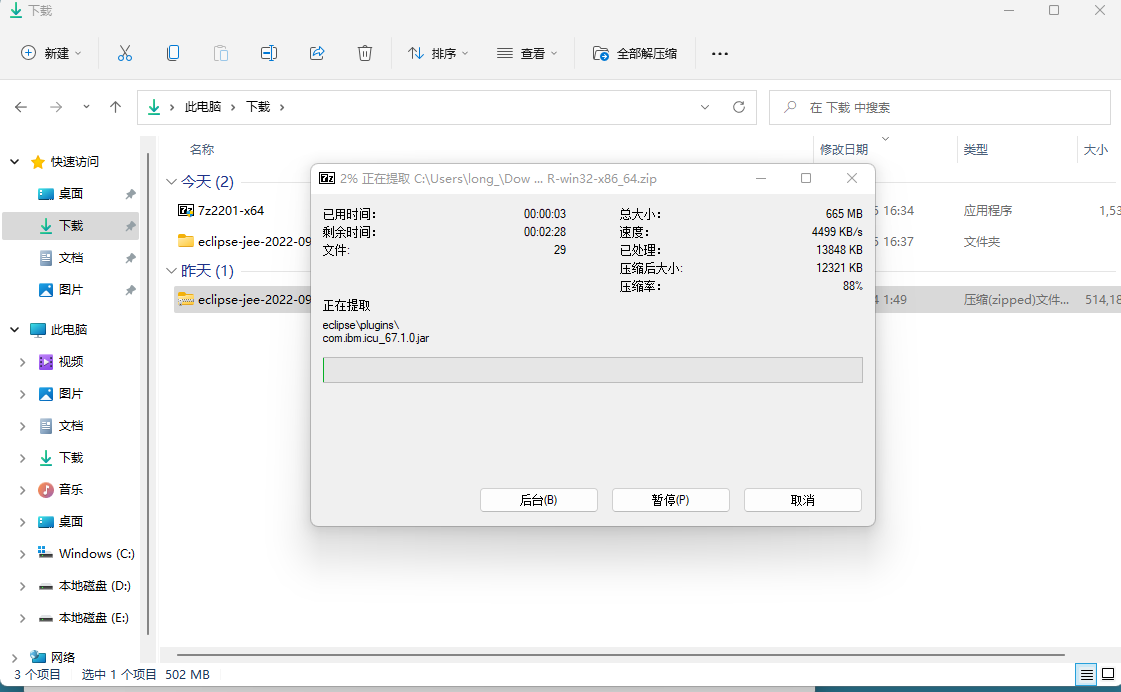 下载
新建
排序
查看
全部解压缩
此电脑
下载
在 下载 中搜索
快速访问
桌面
下载
文档
图片
此电脑
视频
图片
文档
下载
音乐
桌面
Windows (C:)
本地磁盘 (D:)
本地磁盘 (E:)
网络
名称
修改日期
类型
大小
今天 (2)
7z2201-x64
16:34
应用程序
1,53
eclipse-jee-2022-09
16:37
文件夹
昨天 (1)
eclipse-jee-2022-09
1:49
压缩(zipped)文件...
514,18
7z 2% 正在提取 C:\Users\long_\Dow ... R-win32-x86_64.zip
已用时间: 00:00:03
剩余时间: 00:02:28
文件: 29
总大小: 665 MB
速度: 4499 KB/s
已处理: 13848 KB
压缩后大小: 12321 KB
压缩率: 88%
正在提取
eclipse\plugins\
com.ibm.icu_67.1.0.jar
后台(B)
暂停(P)
取消
3 个项目
选中 1 个项目 502 MB